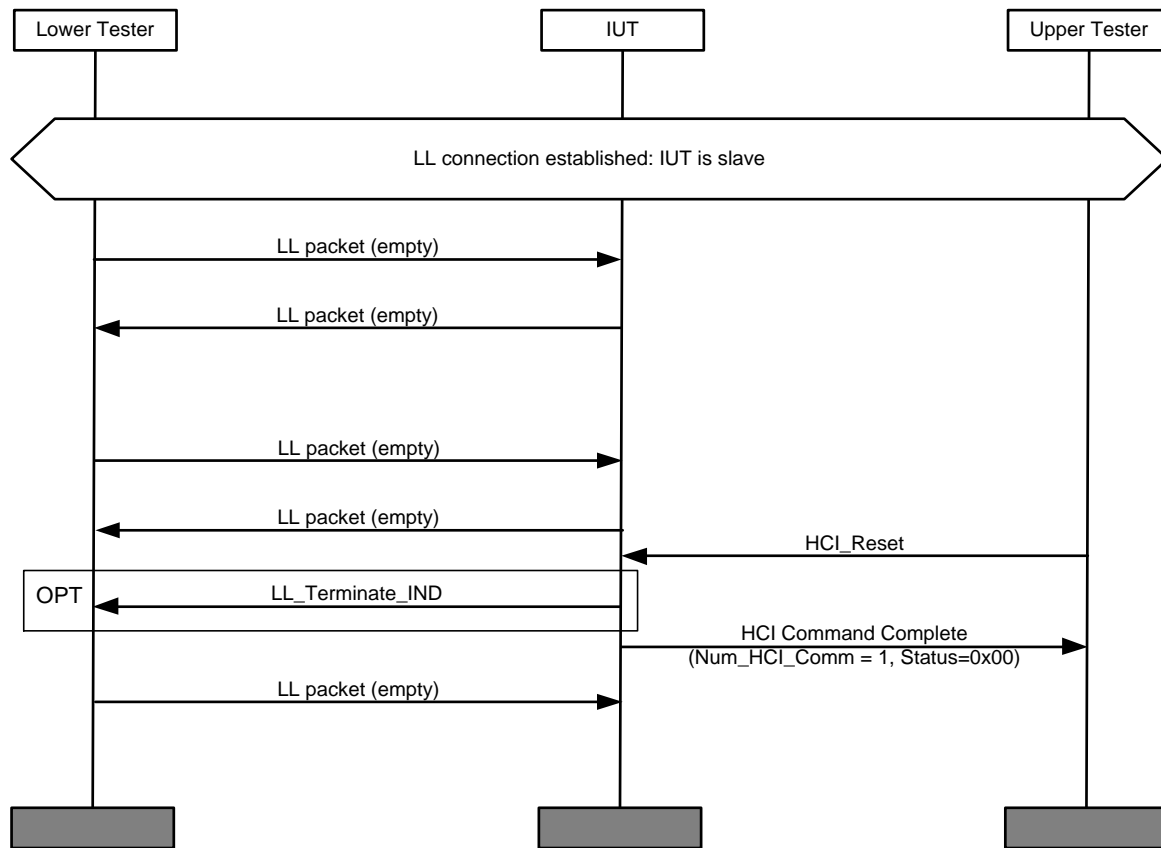 Lower Tester
IUT
Upper Tester
LL connection established: IUT is slave
LL packet (empty)
LL packet (empty)
LL packet (empty)
LL packet (empty)
HCI_Reset
OPT
LL_Terminate_IND
HCI Command Complete
(Num_HCI_Comm = 1, Status=0x00)
LL packet (empty)